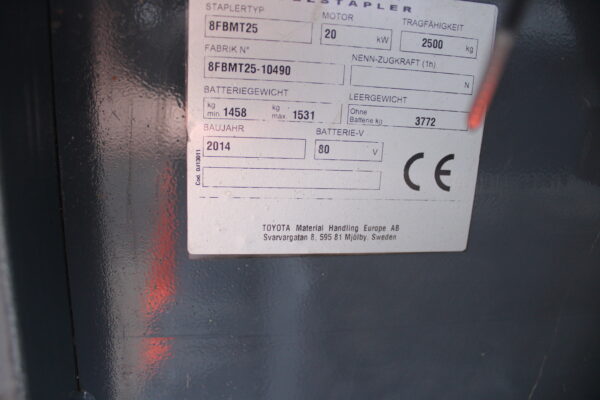 ELSTAPLER
STAPLERTYP MOTOR TRAGFÄHIGKEIT
8FBMT25 20 kW 2500 kg
FABRIK N° NENN-ZUGKRAFT (1h)
8FBMT25-10490 N
BATTERIEGEWICHT LEERGEWICHT
kg min 1458 kg max 1531 Ohne Batterie kg 3772
BAUJAHR BATTERIE-V
2014 80 V
CE
TOYOTA Material Handling Europe AB
Svarvargatan 8, 595 81 Mjölby, Sweden